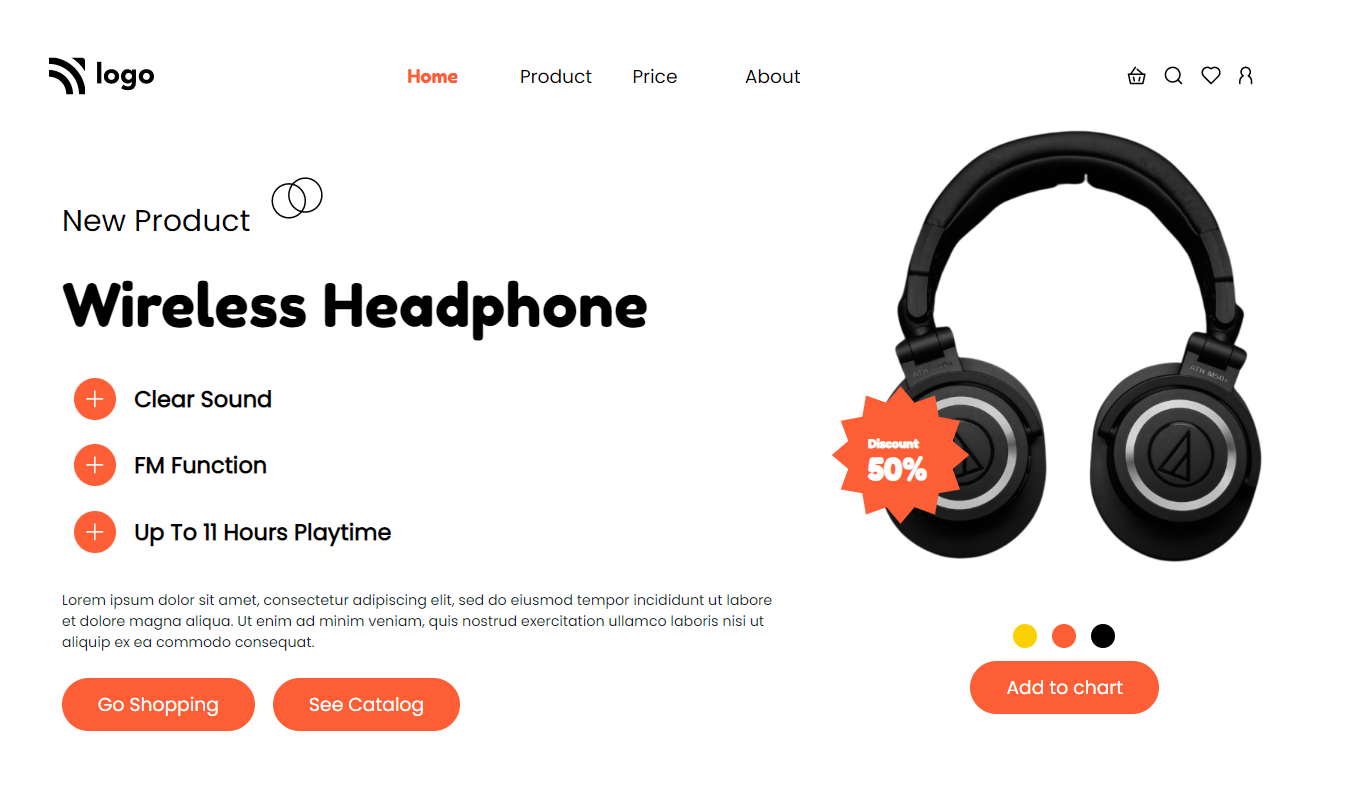 logo
Home Product Price About
New Product
Wireless Headphone
Clear Sound
FM Function
Up To 11 Hours Playtime
Lorem ipsum dolor sit amet, consectetur adipiscing elit, sed do eiusmod tempor incididunt ut labore
et dolore magna aliqua. Ut enim ad minim veniam, quis nostrud exercitation ullamco laboris nisi ut
aliquip ex ea commodo consequat.
Go Shopping See Catalog
ATH-M50x
Discount
50%
Add to chart